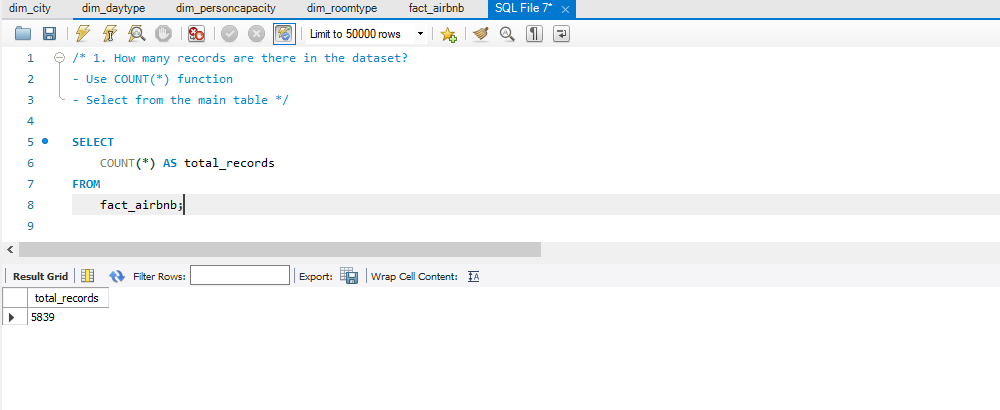 dim_city dim_daytype dim_personcapacity dim_roomtype fact_airbnb SQL File 7*
Limit to 50000 rows
1 /* 1. How many records are there in the dataset?
2 - Use COUNT(*) function
3 - Select from the main table */
4
5 SELECT
6 COUNT(*) AS total_records
7 FROM
8 fact_airbnb;
9
Result Grid Filter Rows: Export: Wrap Cell Content:
total_records
5839